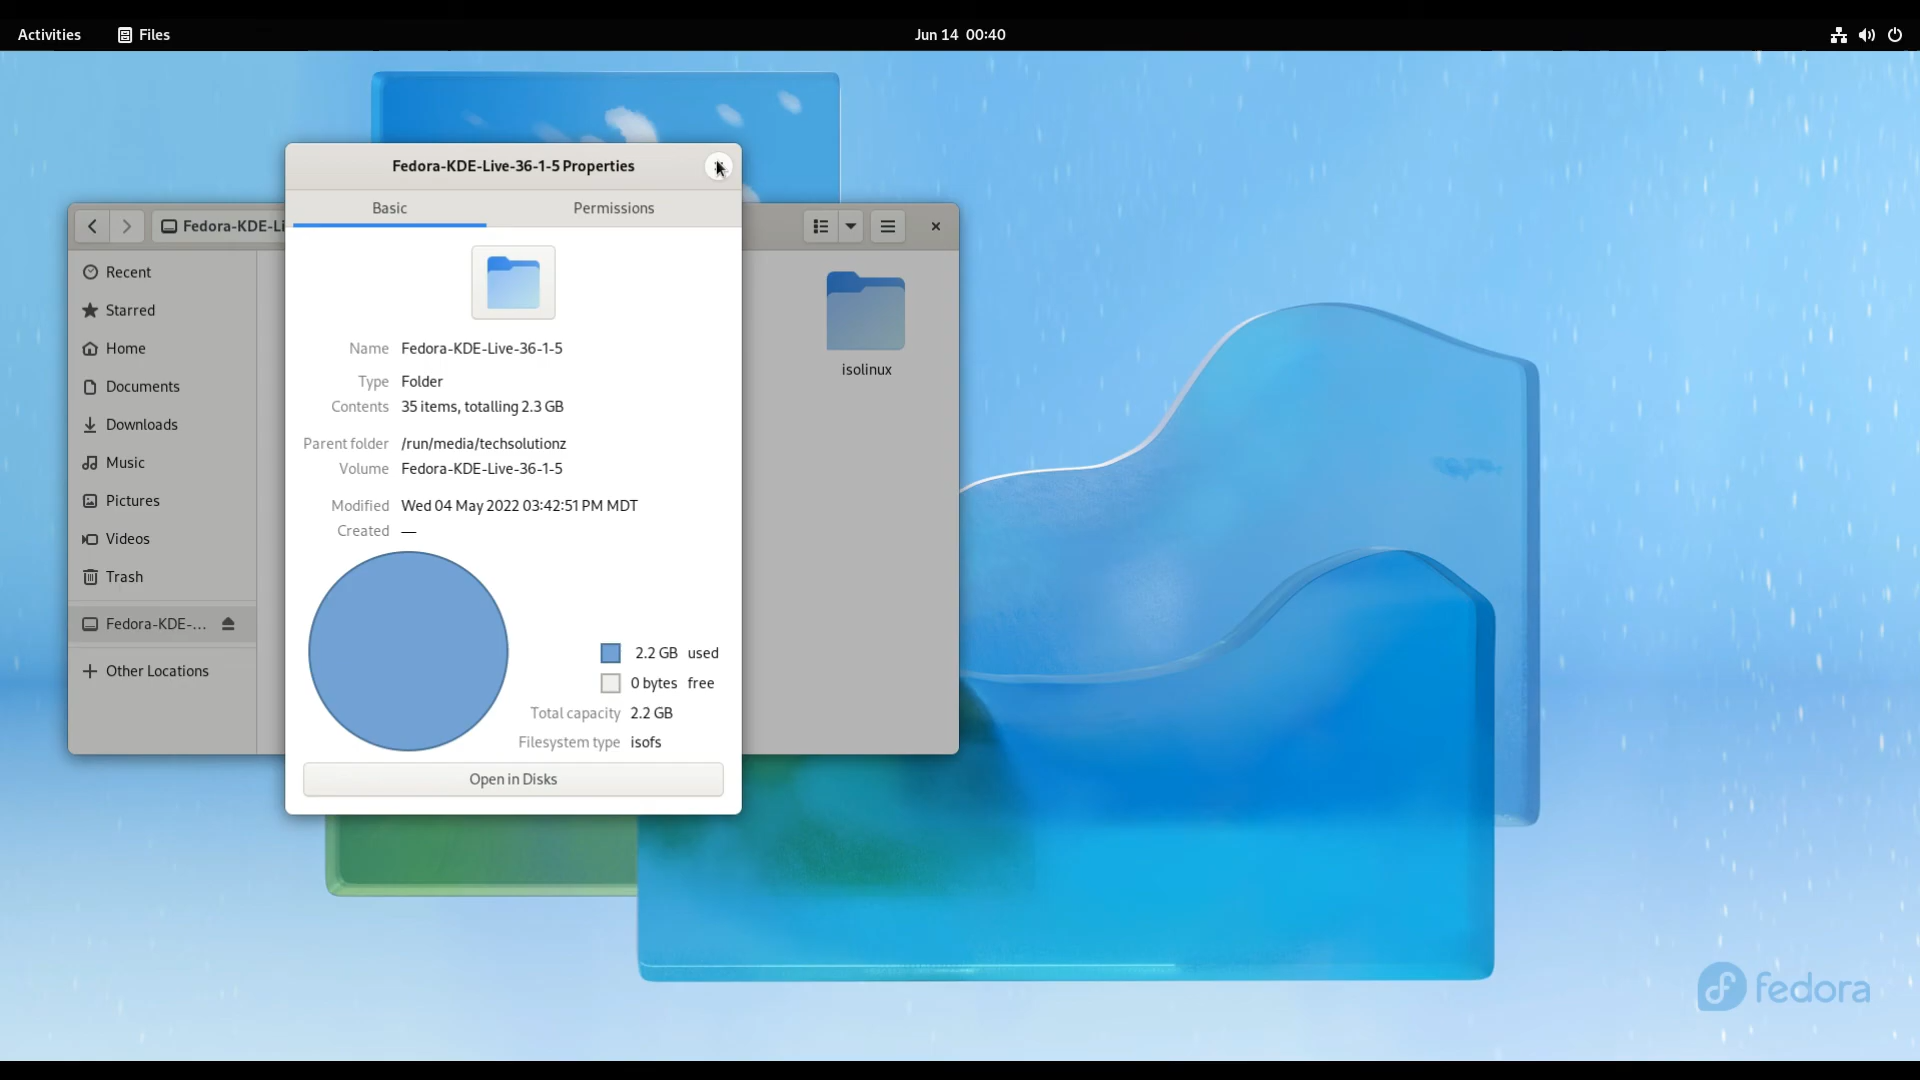 Activities
Files
Jun 14 00:40
Fedora-KDE-Live-36-1-5 Properties
Basic
Permissions
Fedora-KDE-Li
Recent
Starred
Home
Documents
Downloads
Music
Pictures
Videos
Trash
Fedora-KDE-...
Other Locations
Name Fedora-KDE-Live-36-1-5
Type Folder
Contents 35 items, totalling 2.3 GB
Parent folder /run/media/techsolutionz
Volume Fedora-KDE-Live-36-1-5
Modified Wed 04 May 2022 03:42:51 PM MDT
Created —
2.2 GB used
0 bytes free
Total capacity 2.2 GB
Filesystem type isofs
Open in Disks
isolinux
fedora